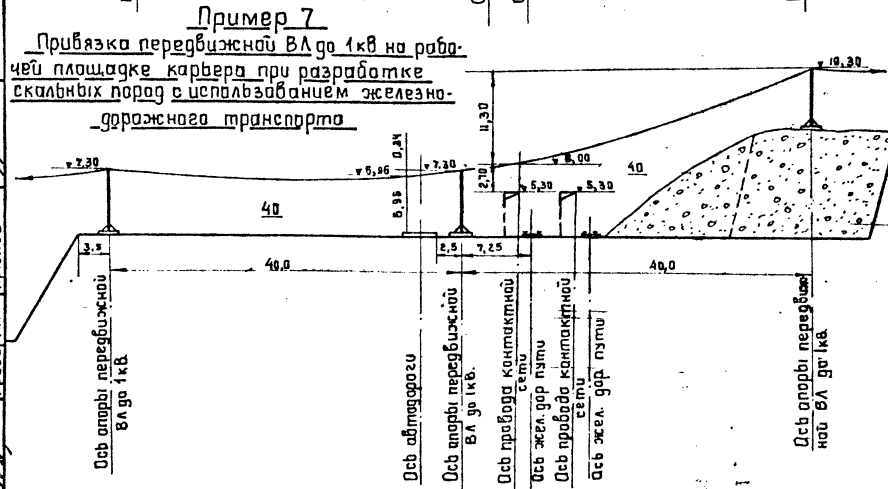 Пример 7
Привязка передвижной ВЛ до 1кв на рабо-
чей площадке карьера при разработке
скальных пород с использованием железно-
дорожного транспорта
7.30
6,96
0,34
7.30
6,96
11,30
2,70
8,00
5,30
5,30
19,30
40
40
3,5
40,0
2,5
7,25
40,0
Ось опоры передвижной
ВЛ до 1кв.
Ось автодороги
Ось опоры передвижной
ВЛ до 1кв.
Ось провода контактной
сети
Ось жел. дор пути
Ось провода контактной
сети
Ось жел. дор пути
Ось опоры передвиж
ной ВЛ до 1кв.